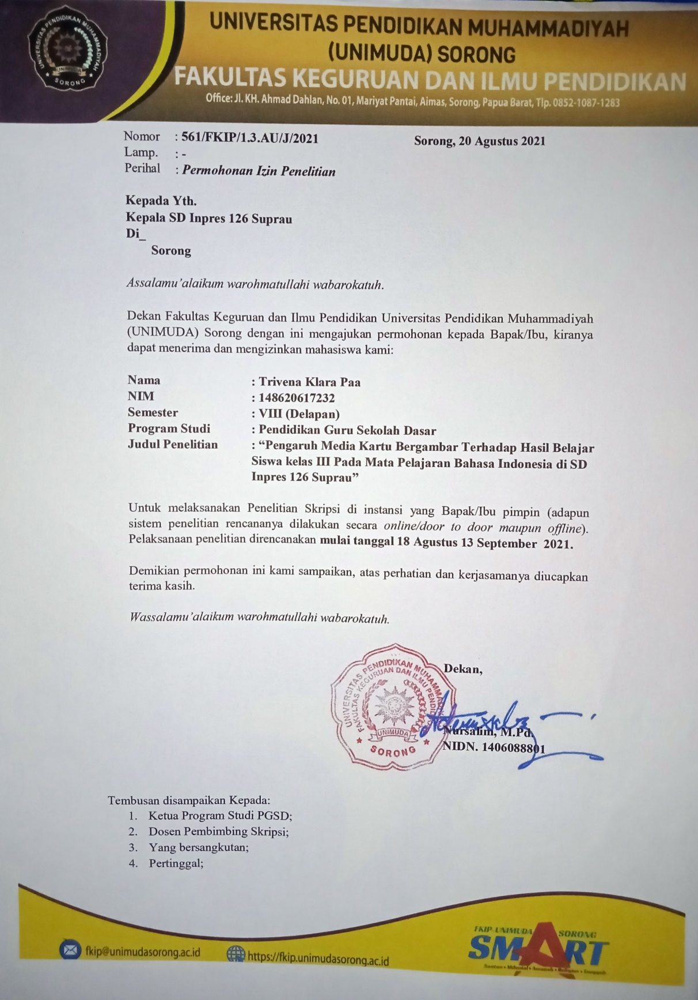 UNIVERSITAS PENDIDIKAN MUHAMMADIYAH
(UNIMUDA) SORONG
FAKULTAS KEGURUAN DAN ILMU PENDIDIKAN
Office: Jl. KH. Ahmad Dahlan, No. 01, Mariyat Pantai, Aimas, Sorong, Papua Barat, Tlp. 0852-1087-1283
UNIVERSITAS PENDIDIKAN MUHAMMADIYAH
UNIMUDA
SORONG
Nomor : 561/FKIP/1.3.AU/J/2021 Sorong, 20 Agustus 2021
Lamp. : -
Perihal : Permohonan Izin Penelitian
Kepada Yth.
Kepala SD Inpres 126 Suprau
Di_
Sorong
Assalamu’alaikum warohmatullahi wabarokatuh.
Dekan Fakultas Keguruan dan Ilmu Pendidikan Universitas Pendidikan Muhammadiyah
(UNIMUDA) Sorong dengan ini mengajukan permohonan kepada Bapak/Ibu, kiranya
dapat menerima dan mengizinkan mahasiswa kami:
Nama : Trivena Klara Paa
NIM : 148620617232
Semester : VIII (Delapan)
Program Studi : Pendidikan Guru Sekolah Dasar
Judul Penelitian : “Pengaruh Media Kartu Bergambar Terhadap Hasil Belajar
Siswa kelas III Pada Mata Pelajaran Bahasa Indonesia di SD
Inpres 126 Suprau”
Untuk melaksanakan Penelitian Skripsi di instansi yang Bapak/Ibu pimpin (adapun
sistem penelitian rencananya dilakukan secara online/door to door maupun offline).
Pelaksanaan penelitian direncanakan mulai tanggal 18 Agustus 13 September 2021.
Demikian permohonan ini kami sampaikan, atas perhatian dan kerjasamanya diucapkan
terima kasih.
Wassalamu’alaikum warohmatullahi wabarokatuh.
Dekan,
UNIVERSITAS PENDIDIKAN MUHAMMADIYAH
FAKULTAS KEGURUAN DAN ILMU PENDIDIKAN
UNIMUDA
SORONG
Nursalim, M.Pd.
NIDN. 1406088801
Tembusan disampaikan Kepada:
1. Ketua Program Studi PGSD;
2. Dosen Pembimbing Skripsi;
3. Yang bersangkutan;
4. Pertinggal;
fkip@unimudasorong.ac.id
https://fkip.unimudasorong.ac.id
FKIP-UNIMUDA SORONG
SMART